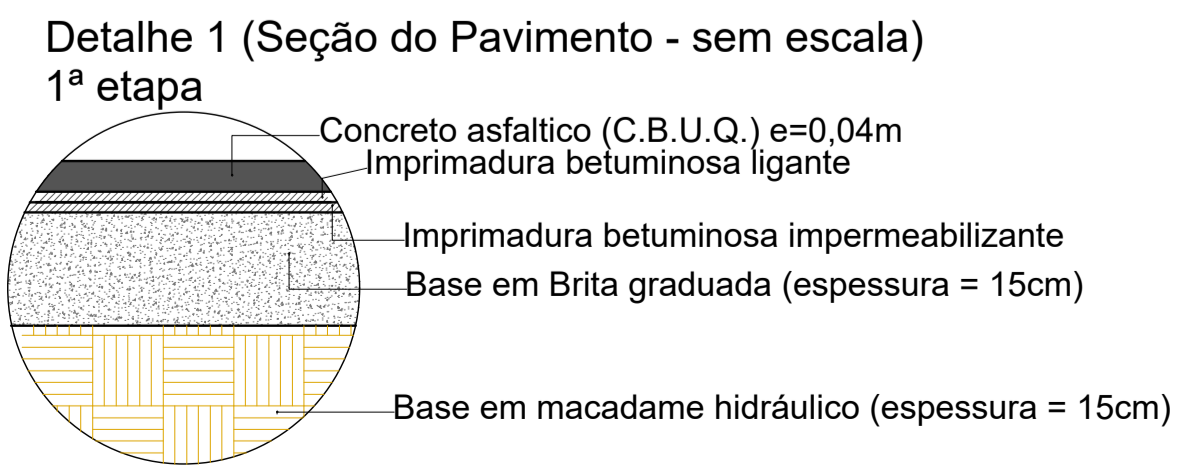 Detalhe 1 (Seção do Pavimento - sem escala)
1ª etapa
Concreto asfaltico (C.B.U.Q.) e=0,04m
Imprimadura betuminosa ligante
Imprimadura betuminosa impermeabilizante
Base em Brita graduada (espessura = 15cm)
Base em macadame hidráulico (espessura = 15cm)